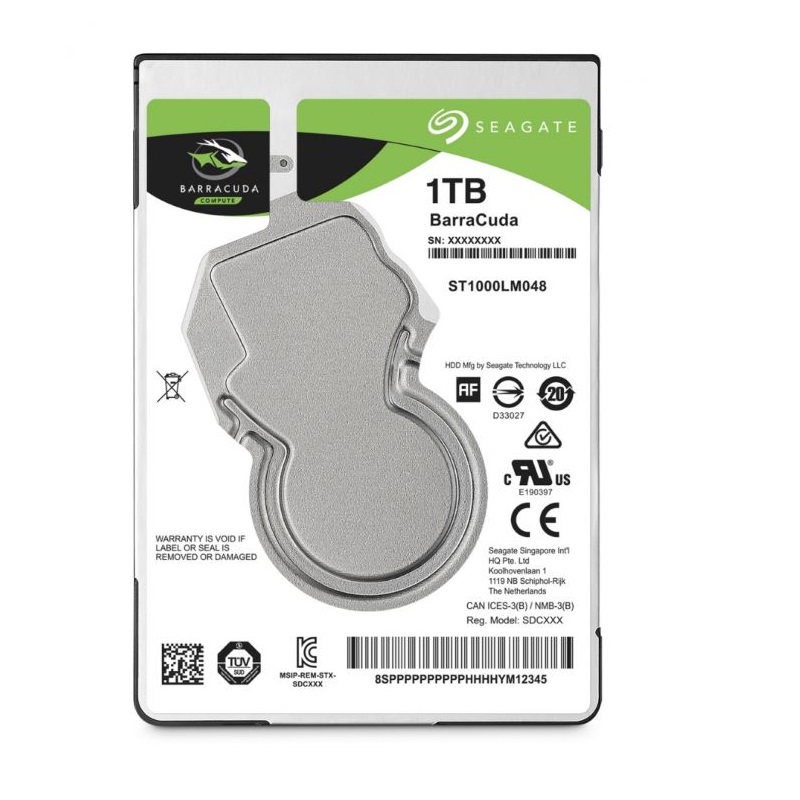 SEAGATE
BARRACUDA
COMPUTE
1TB
BarraCuda
SN: XXXXXXXX
ST1000LM048
HDD Mfg by Seagate Technology LLC
AF
20
D33027
c RU® US
E190397
CE
WARRANTY IS VOID IF
LABEL OR SEAL IS
REMOVED OR DAMAGED
Seagate Singapore Int'l
HQ Pte. Ltd
Koolhovenlaan 1
1119 NB Schiphol-Rijk
The Netherlands
CAN ICES-3(B) / NMB-3(B)
Reg. Model: SDCXXX
TÜV
SUD
MSIP-REM-STX-
SDCXXX
8SPPPPPPPPPPHHHHYM12345